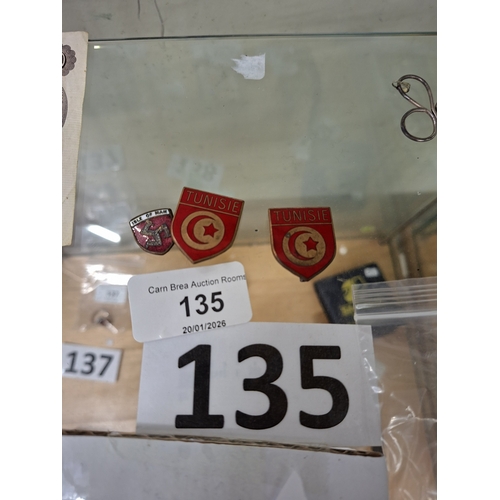 ISLE OF MAN
TUNISIE
TUNISIE
Carn Brea Auction Rooms
135
20/01/2026
137
135